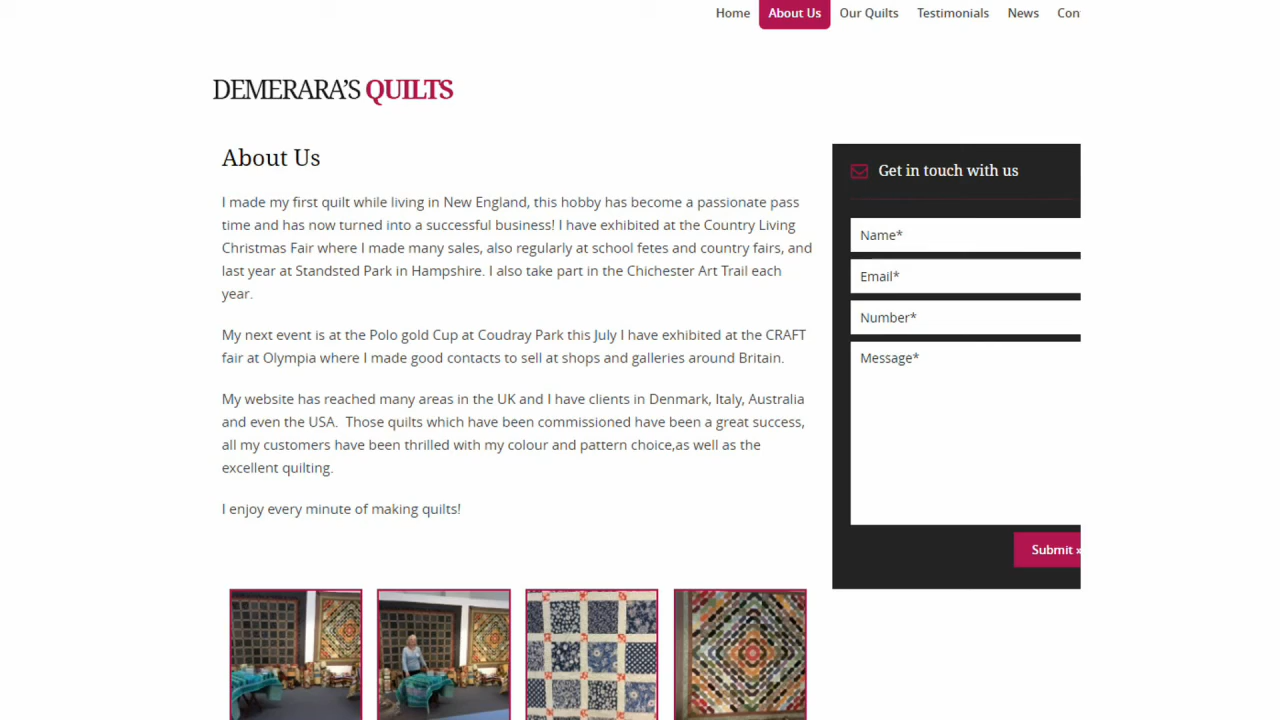 Home About Us Our Quilts Testimonials News Con
DEMERARA'S QUILTS
About Us
I made my first quilt while living in New England, this hobby has become a passionate pass
time and has now turned into a successful business! I have exhibited at the Country Living
Christmas Fair where I made many sales, also regularly at school fetes and country fairs, and
last year at Standsted Park in Hampshire. I also take part in the Chichester Art Trail each
year.
My next event is at the Polo gold Cup at Coudray Park this July I have exhibited at the CRAFT
fair at Olympia where I made good contacts to sell at shops and galleries around Britain.
My website has reached many areas in the UK and I have clients in Denmark, Italy, Australia
and even the USA.  Those quilts which have been commissioned have been a great success,
all my customers have been thrilled with my colour and pattern choice,as well as the
excellent quilting.
I enjoy every minute of making quilts!
Get in touch with us
Name*
Email*
Number*
Message*
Submit »